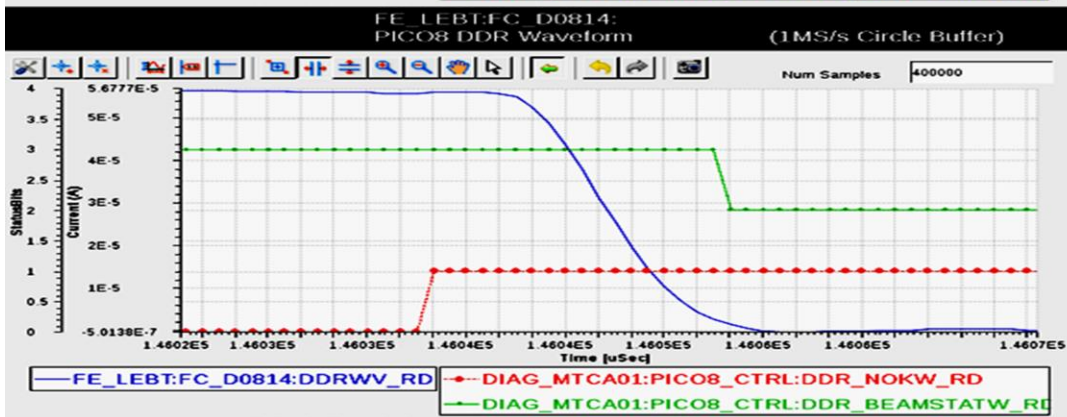 FE_LEBT:FC_D0814:
PICO8 DDR Waveform (1MS/s Circle Buffer)
Num Samples 400000
4 5.6777E-5
3.5 5E-5
3 4E-5
2.5
2 3E-5
1.5 2E-5
1
0.5 1E-5
0 -5.0138E-7
StatusBits
Current (A)
1.4602E5 1.4603E5 1.4603E5 1.4604E5 1.4604E5 1.4605E5 1.4606E5 1.4606E5 1.4607E5
Time [uSec]
FE_LEBT:FC_D0814:DDRWV_RD DIAG_MTCA01:PICO8_CTRL:DDR_NOKW_RD
DIAG_MTCA01:PICO8_CTRL:DDR_BEAMSTATW_RD